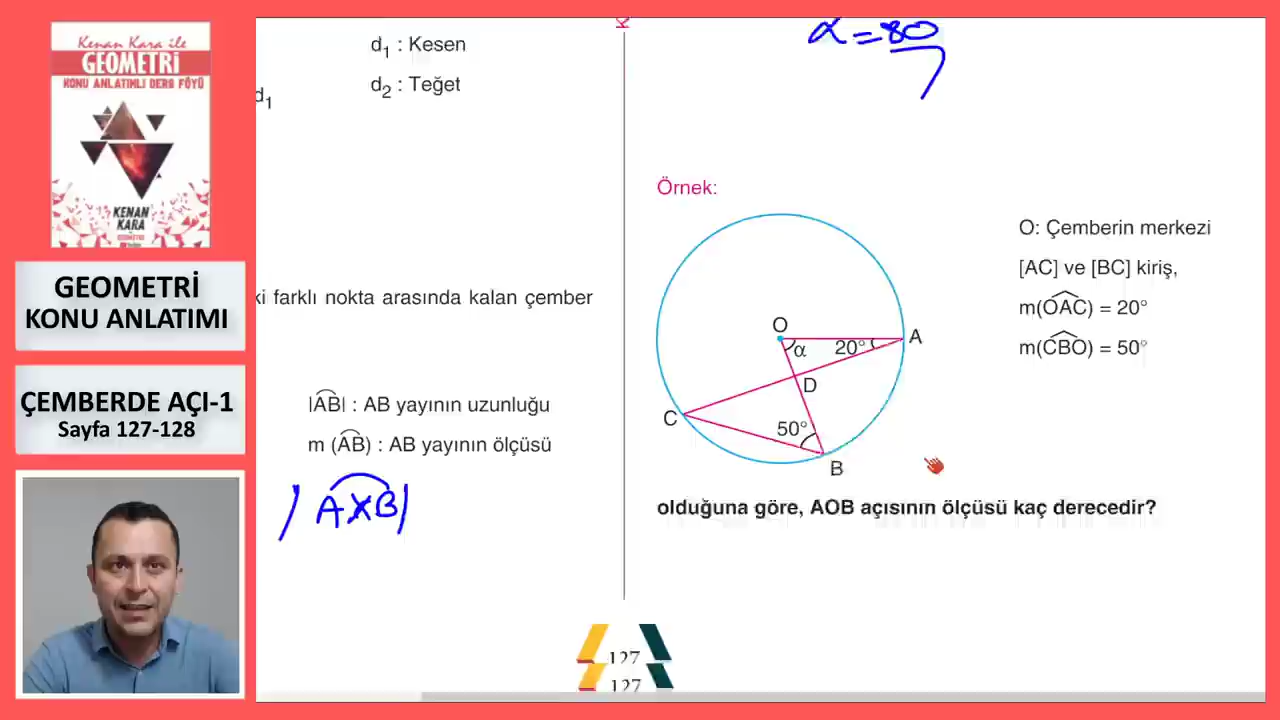 Kenan Kara ile
GEOMETRİ
KONU ANLATIMLI DERS FÖYÜ
KENAN
KARA
GEOMETRİ
KONU ANLATIMI
ÇEMBERDE AÇI-1
Sayfa 127-128
d1 : Kesen
d2 : Teğet
d1
ki farklı nokta arasında kalan çember
|AB| : AB yayının uzunluğu
m (AB) : AB yayının ölçüsü
|AXB|
α = 80
Örnek:
O
α
20°
A
D
C
50°
B
O: Çemberin merkezi
[AC] ve [BC] kiriş,
m(OAC) = 20°
m(CBO) = 50°
olduğuna göre, AOB açısının ölçüsü kaç derecedir?
127
127